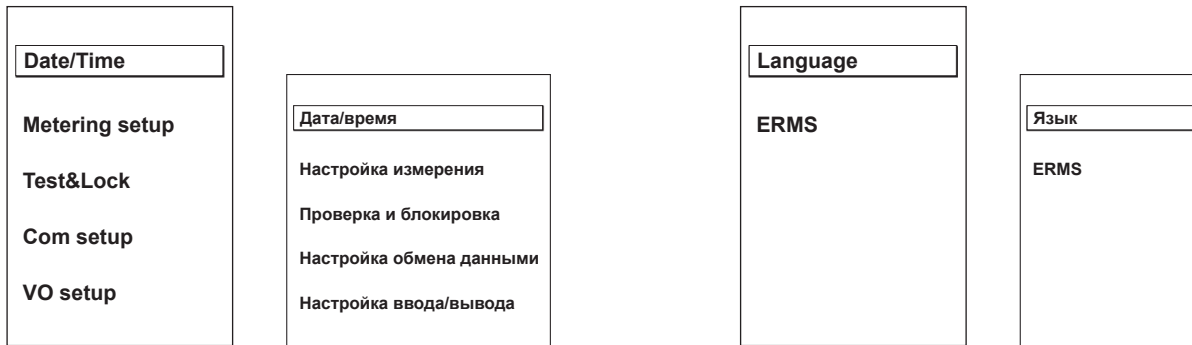 Date/Time
Metering setup
Test&Lock
Com setup
VO setup
Дата/время
Настройка измерения
Проверка и блокировка
Настройка обмена данными
Настройка ввода/вывода
Language
ERMS
Язык
ERMS